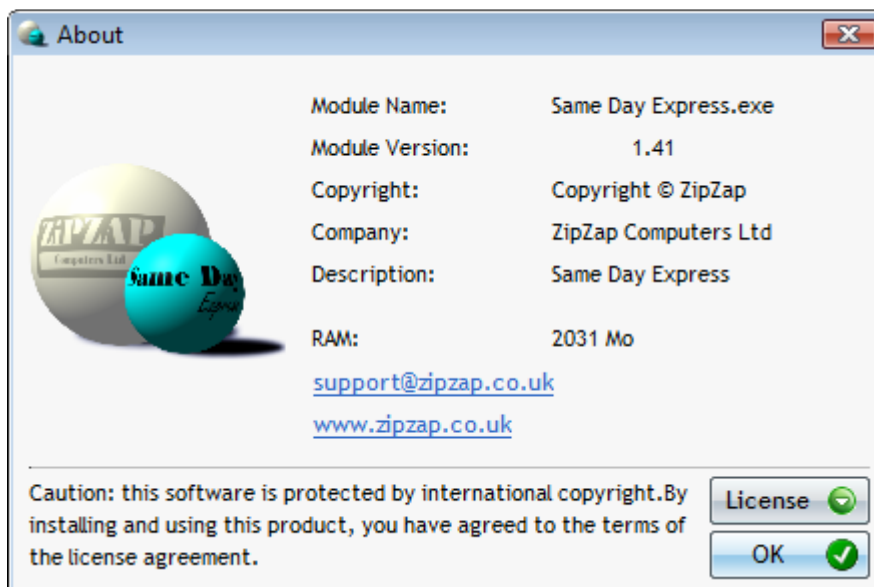 About
Module Name: Same Day Express.exe
Module Version: 1.41
Copyright: Copyright © ZipZap
Company: ZipZap Computers Ltd
Description: Same Day Express
ZIPZAP
Computers Ltd
Same Day
Express
RAM: 2031 Mo
support@zipzap.co.uk
www.zipzap.co.uk
Caution: this software is protected by international copyright.By
installing and using this product, you have agreed to the terms of
the license agreement.
License
OK